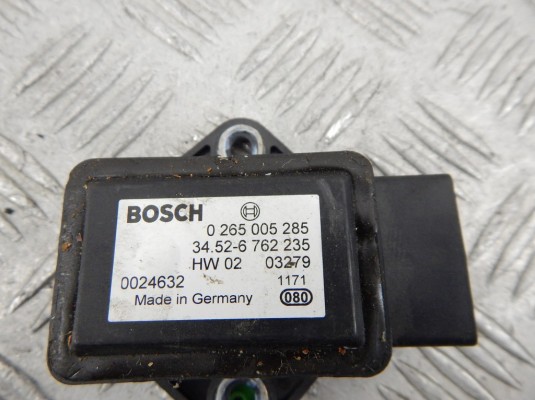 BOSCH
0 265 005 285
34.52-6 762 235
HW 02 03279
0024632 1171
Made in Germany 080